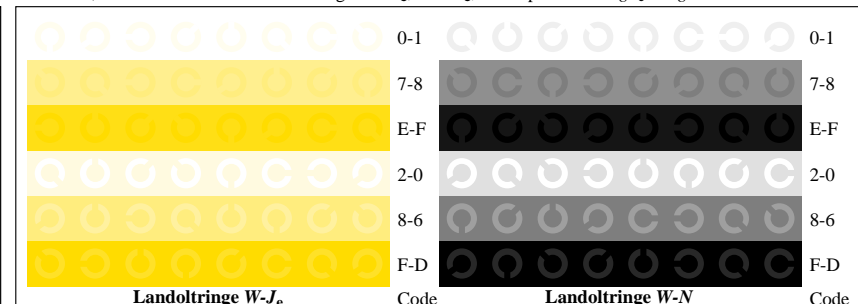 0-1 0-1
7-8 7-8
E-F E-F
2-0 2-0
8-6 8-6
F-D F-D
Landoltringe W-Je Code Landoltringe W-N Code